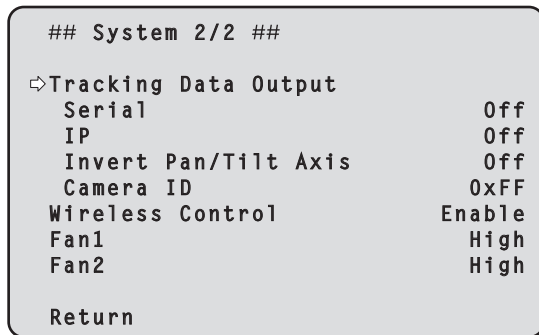 ## System 2/2 ##
⇨Tracking Data Output
Serial Off
IP Off
Invert Pan/Tilt Axis Off
Camera ID 0xFF
Wireless Control Enable
Fan1 High
Fan2 High
Return